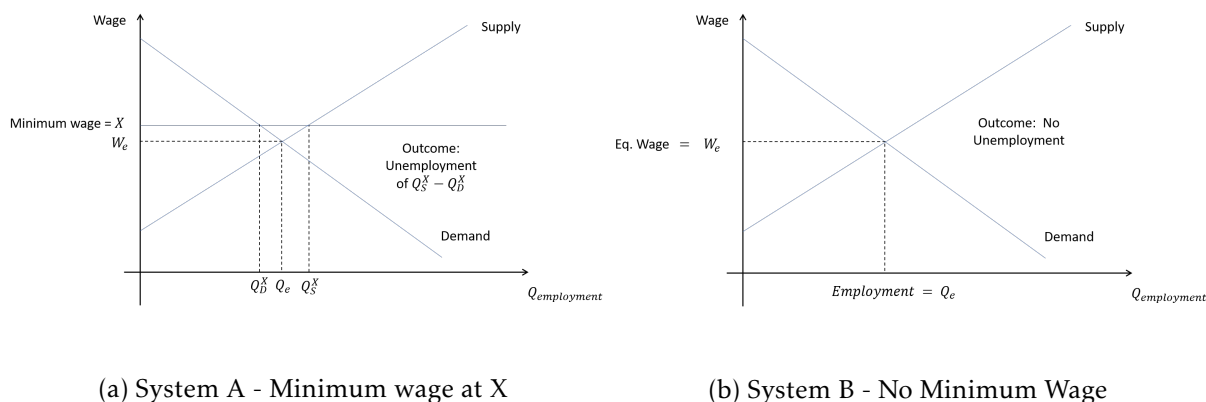 Wage
Supply
Minimum wage = X
W_e
Outcome:
Unemployment
of Q_S^X − Q_D^X
Demand
Q_D^X Q_e Q_S^X
Q_employment
(a) System A - Minimum wage at X
Wage
Supply
Outcome: No
Unemployment
Eq. Wage = W_e
Demand
Employment = Q_e
Q_employment
(b) System B - No Minimum Wage